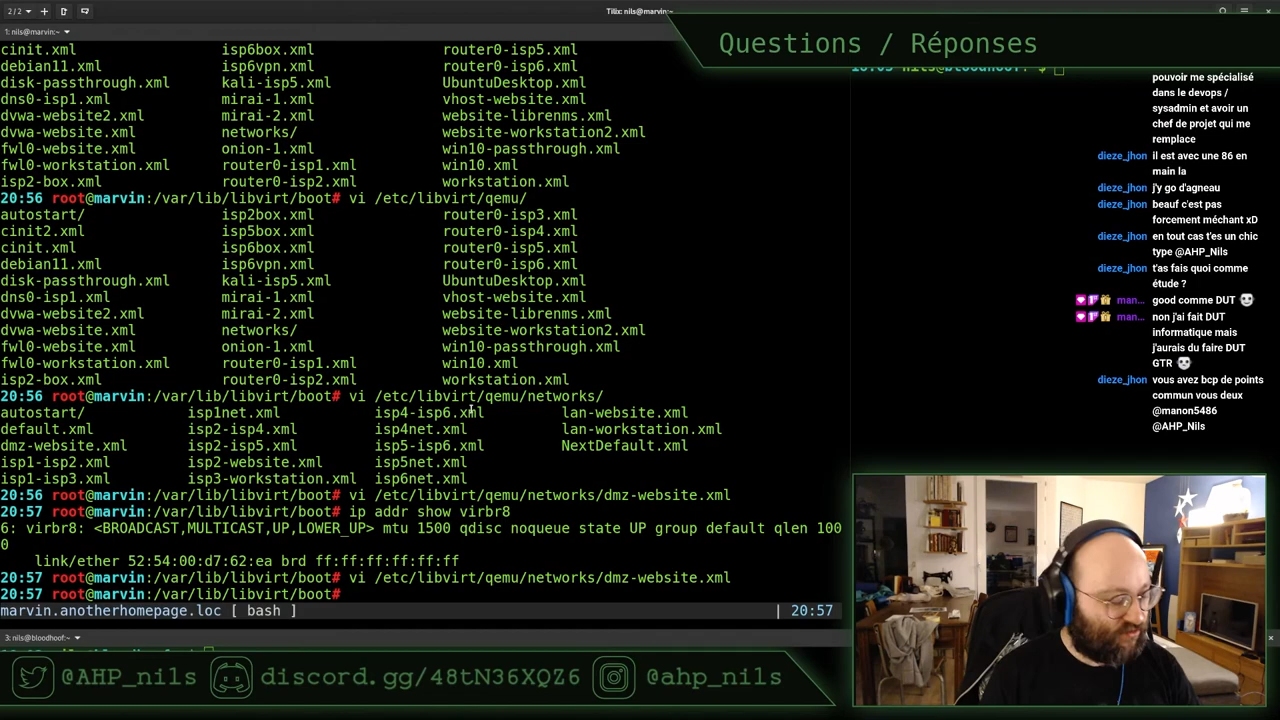 2/2
Tilix: nils@marvin:~
1: nils@marvin:~
Questions / Réponses
cinit.xml isp6box.xml router0-isp5.xml
debian11.xml isp6vpn.xml router0-isp6.xml
disk-passthrough.xml kali-isp5.xml UbuntuDesktop.xml
dns0-isp1.xml mirai-1.xml vhost-website.xml
dvwa-website2.xml mirai-2.xml website-librenms.xml
dvwa-website.xml networks/ website-workstation2.xml
fwl0-website.xml onion-1.xml win10-passthrough.xml
fwl0-workstation.xml router0-isp1.xml win10.xml
isp2-box.xml router0-isp2.xml workstation.xml
20:56 root@marvin:/var/lib/libvirt/boot# vi /etc/libvirt/qemu/
autostart/ isp2box.xml router0-isp3.xml
cinit2.xml isp5box.xml router0-isp4.xml
cinit.xml isp6box.xml router0-isp5.xml
debian11.xml isp6vpn.xml router0-isp6.xml
disk-passthrough.xml kali-isp5.xml UbuntuDesktop.xml
dns0-isp1.xml mirai-1.xml vhost-website.xml
dvwa-website2.xml mirai-2.xml website-librenms.xml
dvwa-website.xml networks/ website-workstation2.xml
fwl0-website.xml onion-1.xml win10-passthrough.xml
fwl0-workstation.xml router0-isp1.xml win10.xml
isp2-box.xml router0-isp2.xml workstation.xml
20:56 root@marvin:/var/lib/libvirt/boot# vi /etc/libvirt/qemu/networks/
autostart/ isp1net.xml isp4-isp6.xml lan-website.xml
default.xml isp2-isp4.xml isp4net.xml lan-workstation.xml
dmz-website.xml isp2-isp5.xml isp5-isp6.xml NextDefault.xml
isp1-isp2.xml isp2-website.xml isp5net.xml
isp1-isp3.xml isp3-workstation.xml isp6net.xml
20:56 root@marvin:/var/lib/libvirt/boot# vi /etc/libvirt/qemu/networks/dmz-website.xml
20:57 root@marvin:/var/lib/libvirt/boot# ip addr show virbr8
6: virbr8: <BROADCAST,MULTICAST,UP,LOWER_UP> mtu 1500 qdisc noqueue state UP group default qlen 100
0
link/ether 52:54:00:d7:62:ea brd ff:ff:ff:ff:ff:ff
20:57 root@marvin:/var/lib/libvirt/boot# vi /etc/libvirt/qemu/networks/dmz-website.xml
20:57 root@marvin:/var/lib/libvirt/boot#
marvin.anotherhomepage.loc [ bash ] | 20:57
3: nils@bloodhoof:~
pouvoir me spécialisé
dans le devops /
sysadmin et avoir un
chef de projet qui me
remplace
dieze_jhon il est avec une 86 en
main la
dieze_jhon j'y go d'agneau
dieze_jhon beauf c'est pas
forcement méchant xD
dieze_jhon en tout cas t'es un chic
type @AHP_Nils
dieze_jhon t'as fais quoi comme
étude ?
man... good comme DUT
man... non j'ai fait DUT
informatique mais
j'aurais du faire DUT
GTR
dieze_jhon vous avez bcp de points
commun vous deux
@manon5486
@AHP_Nils
@AHP_nils discord.gg/48tN36XQZ6 @ahp_nils